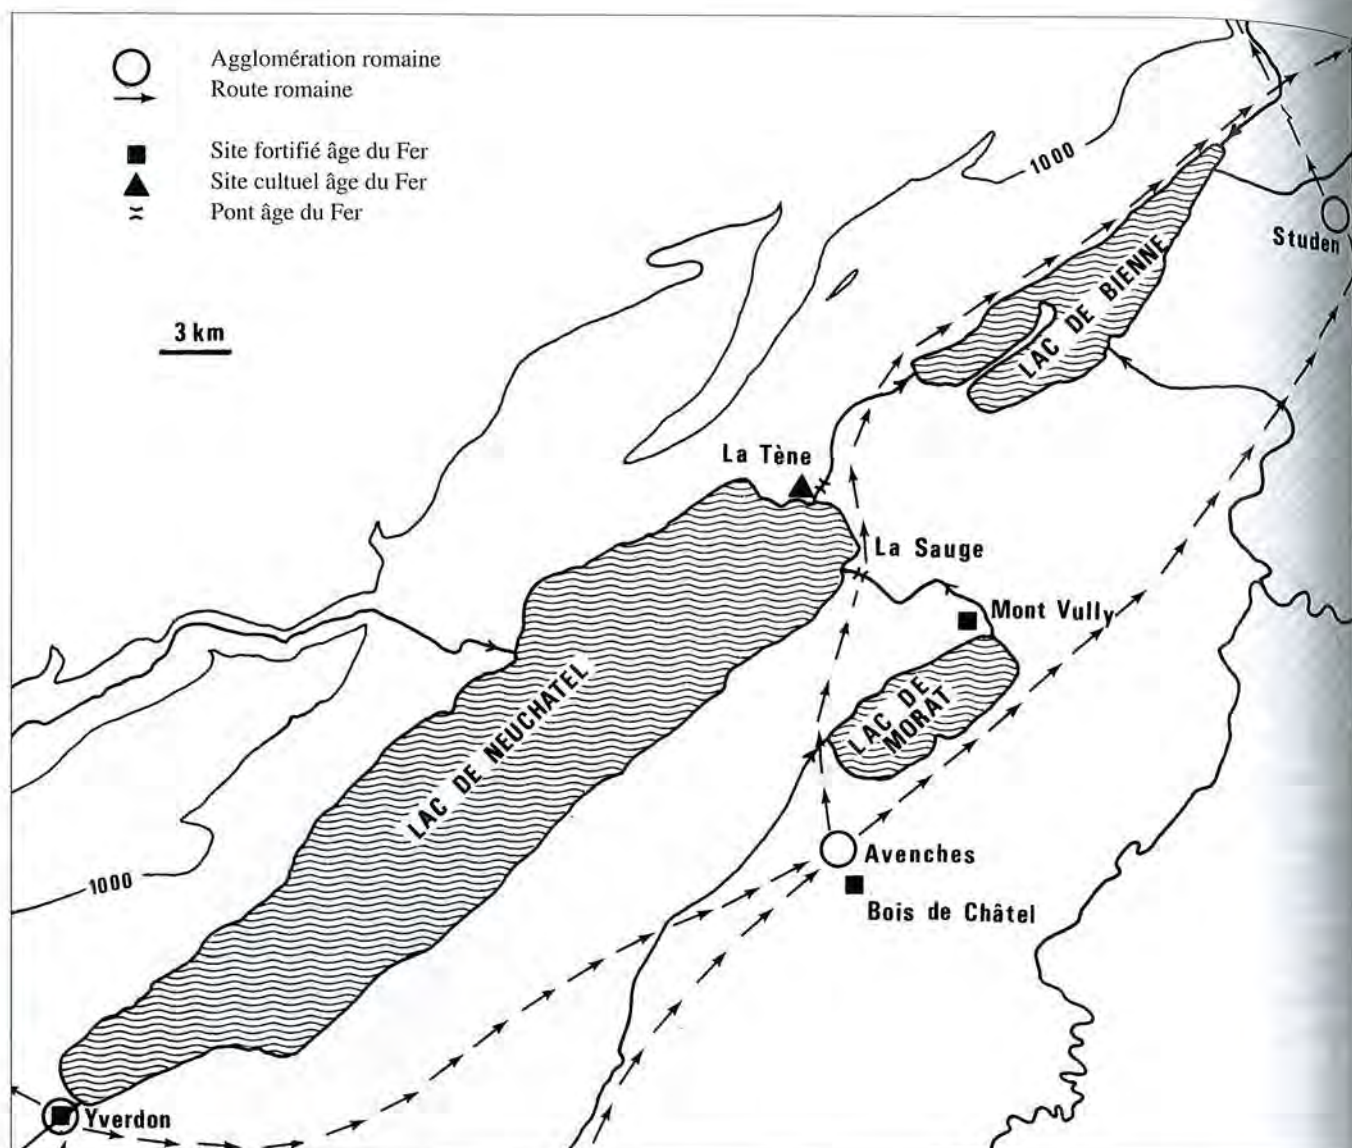 Agglomération romaine
Route romaine
Site fortifié âge du Fer
Site cultuel âge du Fer
Pont âge du Fer
3 km
1000
Studen
LAC DE BIENNE
La Tène
La Sauge
Mont Vully
LAC DE NEUCHATEL
LAC DE
MORAT
Avenches
1000
Bois de Châtel
Yverdon